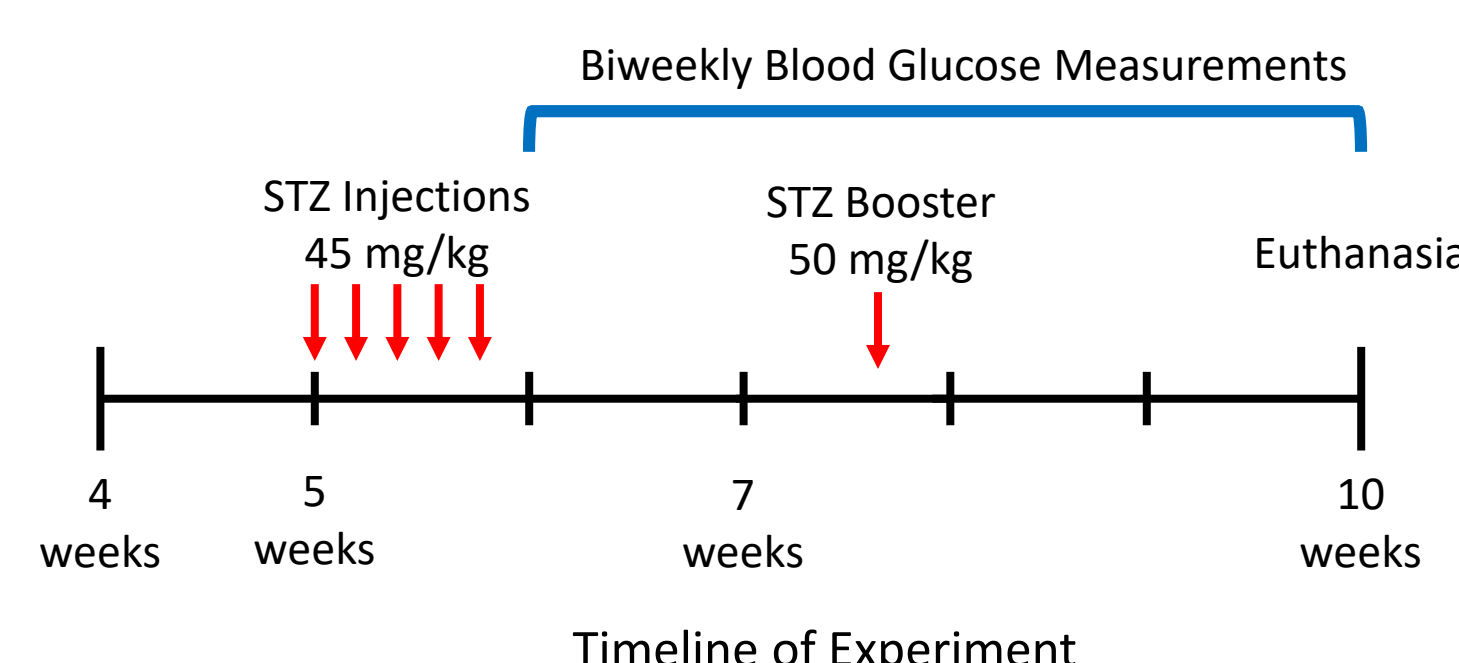 Biweekly Blood Glucose Measurements
STZ Injections
45 mg/kg
STZ Booster
50 mg/kg
Euthanasia
4
weeks
5
weeks
7
weeks
10
weeks
Timeline of Experiment